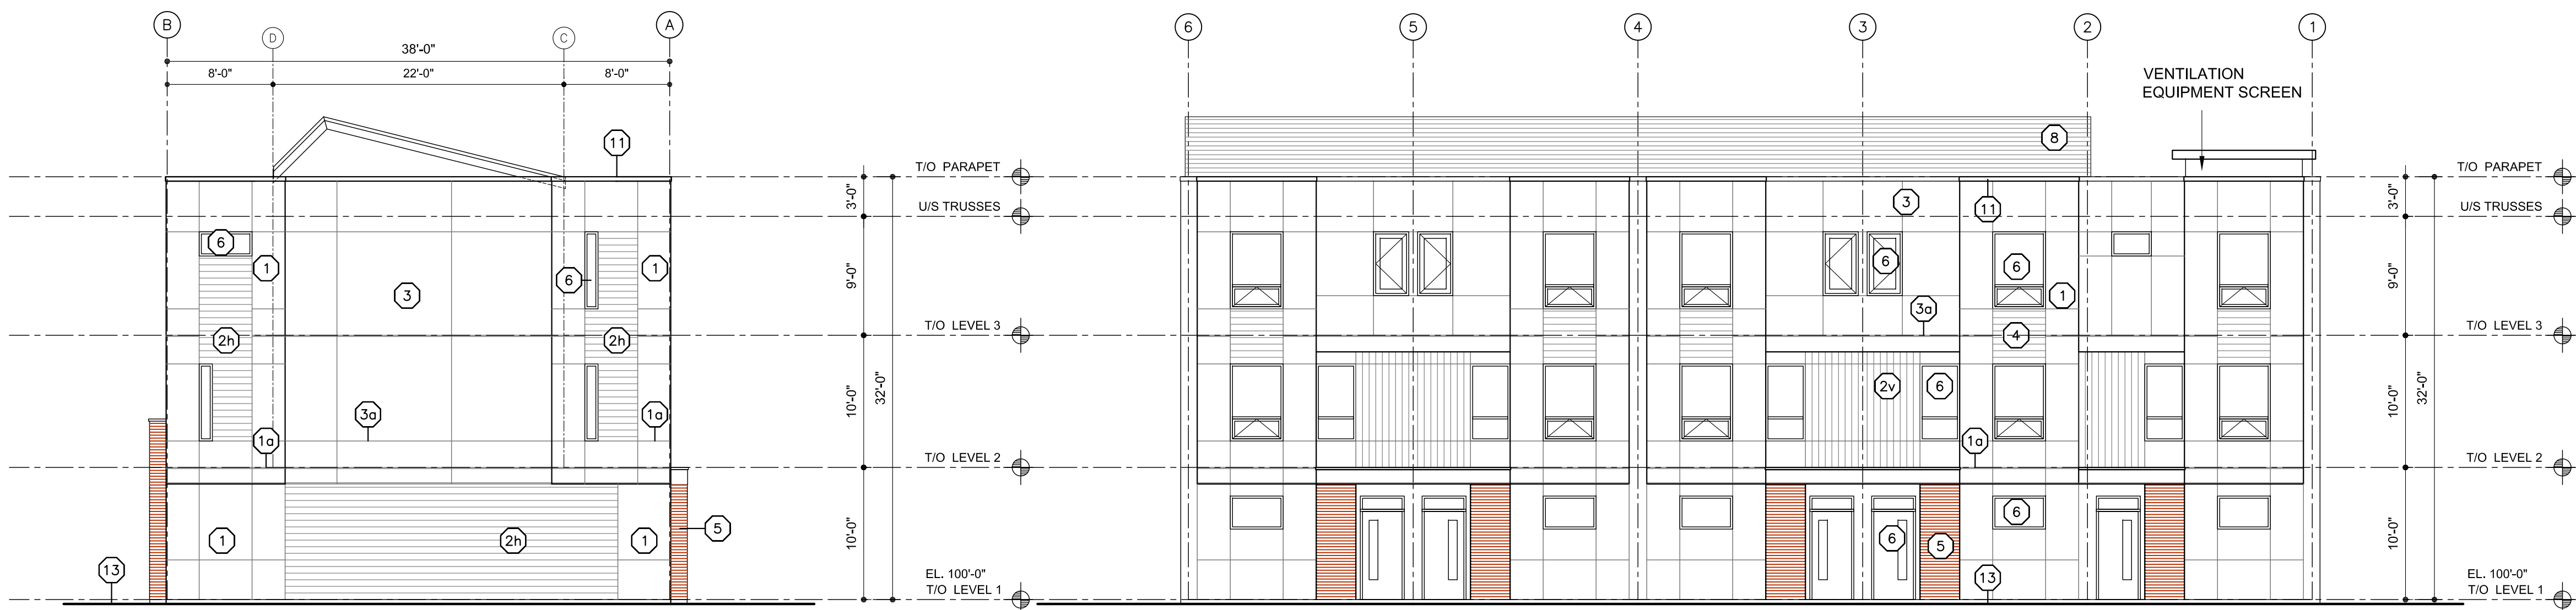 B
D
C
A
38'-0"
8'-0"
22'-0"
8'-0"
11
6
1
6
1
3
2h
2h
3a
1a
1a
1
2h
1
5
13
T/O PARAPET
U/S TRUSSES
T/O LEVEL 3
T/O LEVEL 2
EL. 100'-0"
T/O LEVEL 1
3'-0"
9'-0"
10'-0"
32'-0"
10'-0"
6
5
4
3
2
1
VENTILATION
EQUIPMENT SCREEN
8
3
11
6
6
1
3a
4
2v
6
1a
6
6
5
13
T/O PARAPET
U/S TRUSSES
T/O LEVEL 3
T/O LEVEL 2
EL. 100'-0"
T/O LEVEL 1
3'-0"
9'-0"
10'-0"
32'-0"
10'-0"